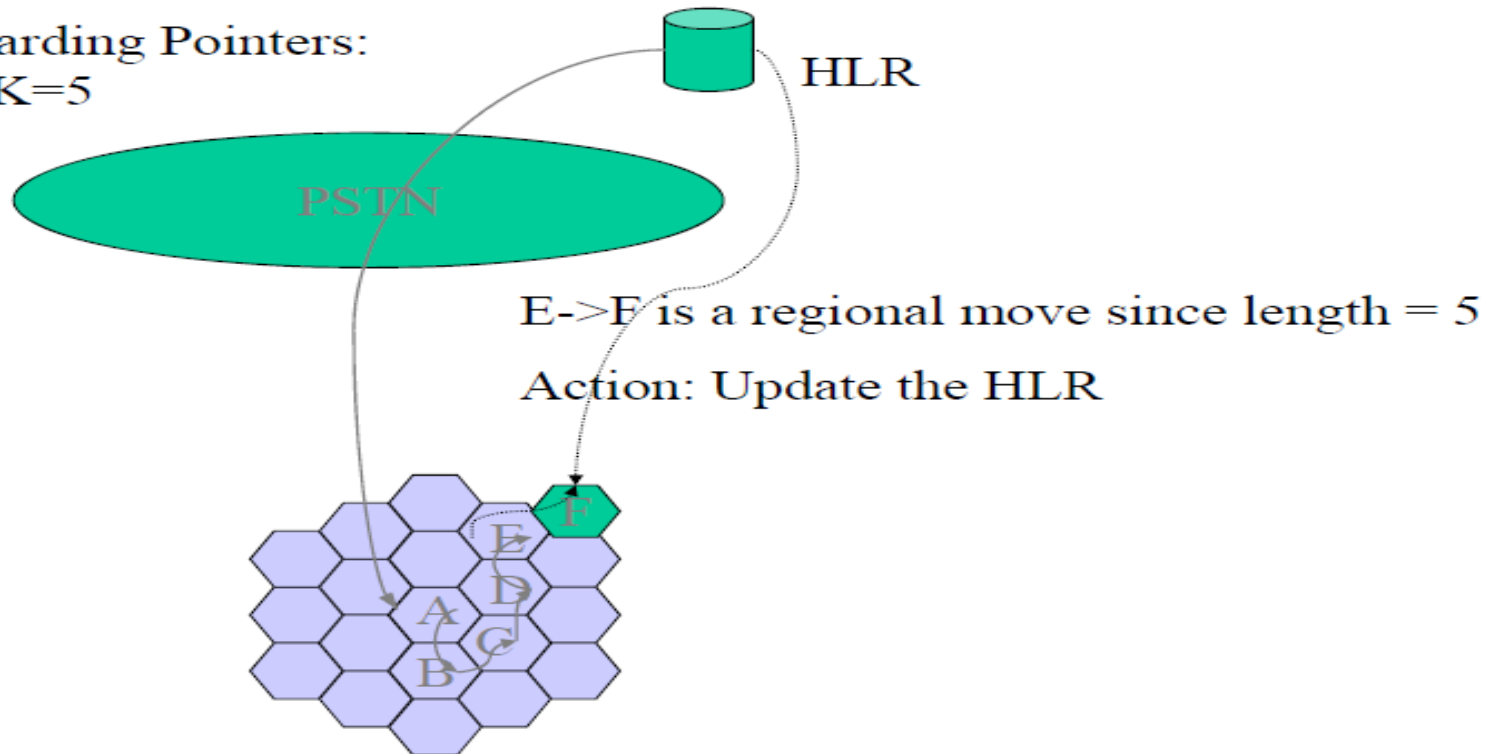 arding Pointers:
K=5
HLR
PSTN
E->F is a regional move since length = 5
Action: Update the HLR
F
E
D
A
C
B